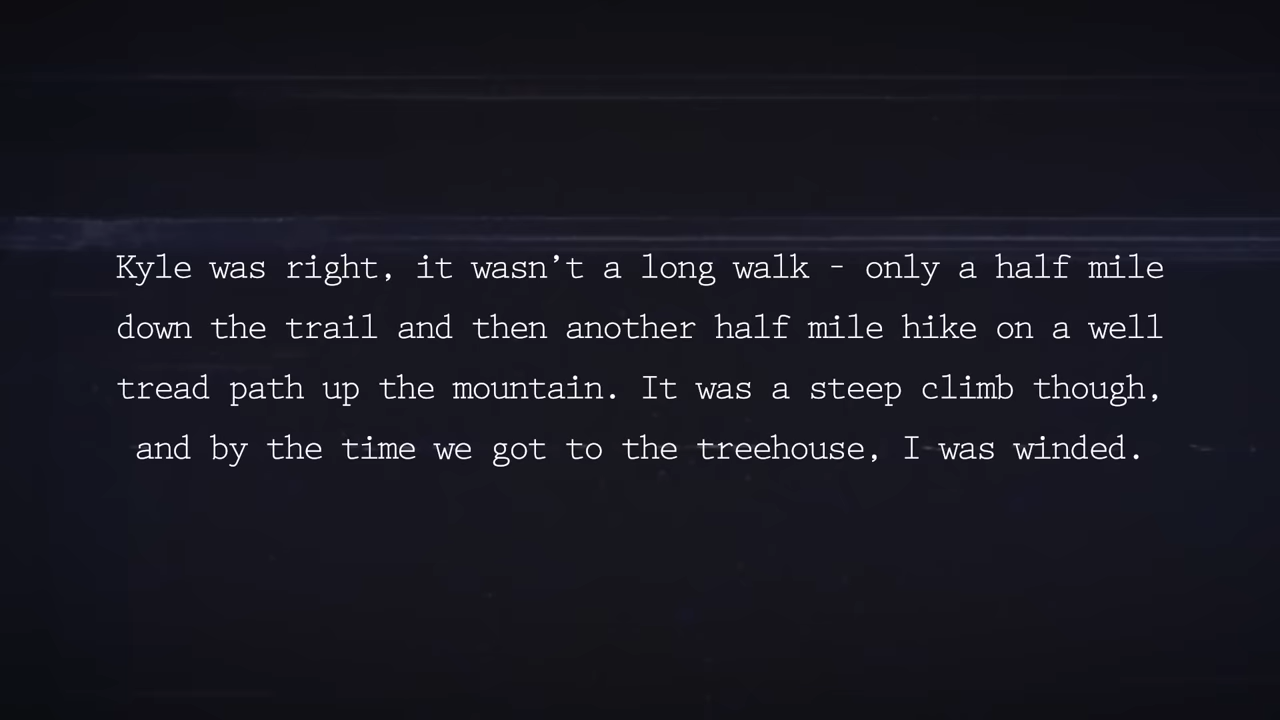 Kyle was right, it wasn’t a long walk - only a half mile
down the trail and then another half mile hike on a well
tread path up the mountain. It was a steep climb though,
and by the time we got to the treehouse, I was winded.